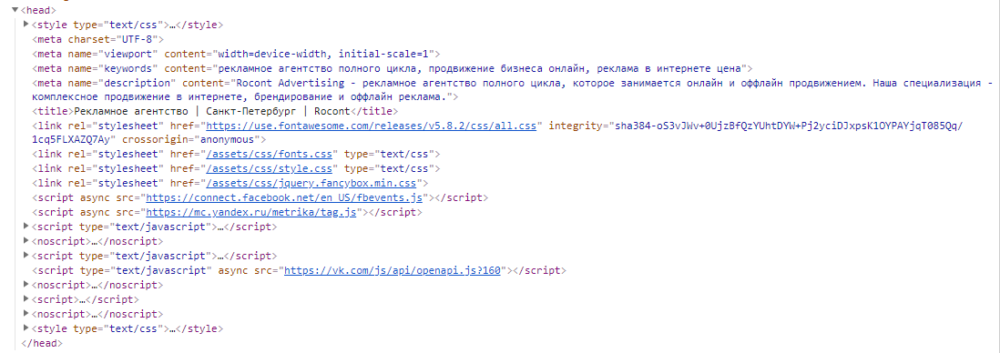 ▼<head>
▶<style type="text/css">…</style>
<meta charset="UTF-8">
<meta name="viewport" content="width=device-width, initial-scale=1">
<meta name="keywords" content="рекламное агентство полного цикла, продвижение бизнеса онлайн, реклама в интернете цена">
<meta name="description" content="Rocont Advertising - рекламное агентство полного цикла, которое занимается онлайн и оффлайн продвижением. Наша специализация -
комплексное продвижение в интернете, брендирование и оффлайн реклама.">
<title>Рекламное агентство | Санкт-Петербург | Rocont</title>
<link rel="stylesheet" href="https://use.fontawesome.com/releases/v5.8.2/css/all.css" integrity="sha384-oS3vJWv+0UjzBfQzYUhtDYW+Pj2yciDJxpsK1OYPAYjqT085Qq/
1cq5FLXAZQ7Ay" crossorigin="anonymous">
<link rel="stylesheet" href="/assets/css/fonts.css" type="text/css">
<link rel="stylesheet" href="/assets/css/style.css" type="text/css">
<link rel="stylesheet" href="/assets/css/jquery.fancybox.min.css">
<script async src="https://connect.facebook.net/en_US/fbevents.js"></script>
<script async src="https://mc.yandex.ru/metrika/tag.js"></script>
▶<script type="text/javascript">…</script>
▶<noscript>…</noscript>
▶<script type="text/javascript">…</script>
<script type="text/javascript" async src="https://vk.com/js/api/openapi.js?160"></script>
▶<noscript>…</noscript>
▶<script>…</script>
▶<noscript>…</noscript>
▶<style type="text/css">…</style>
</head>